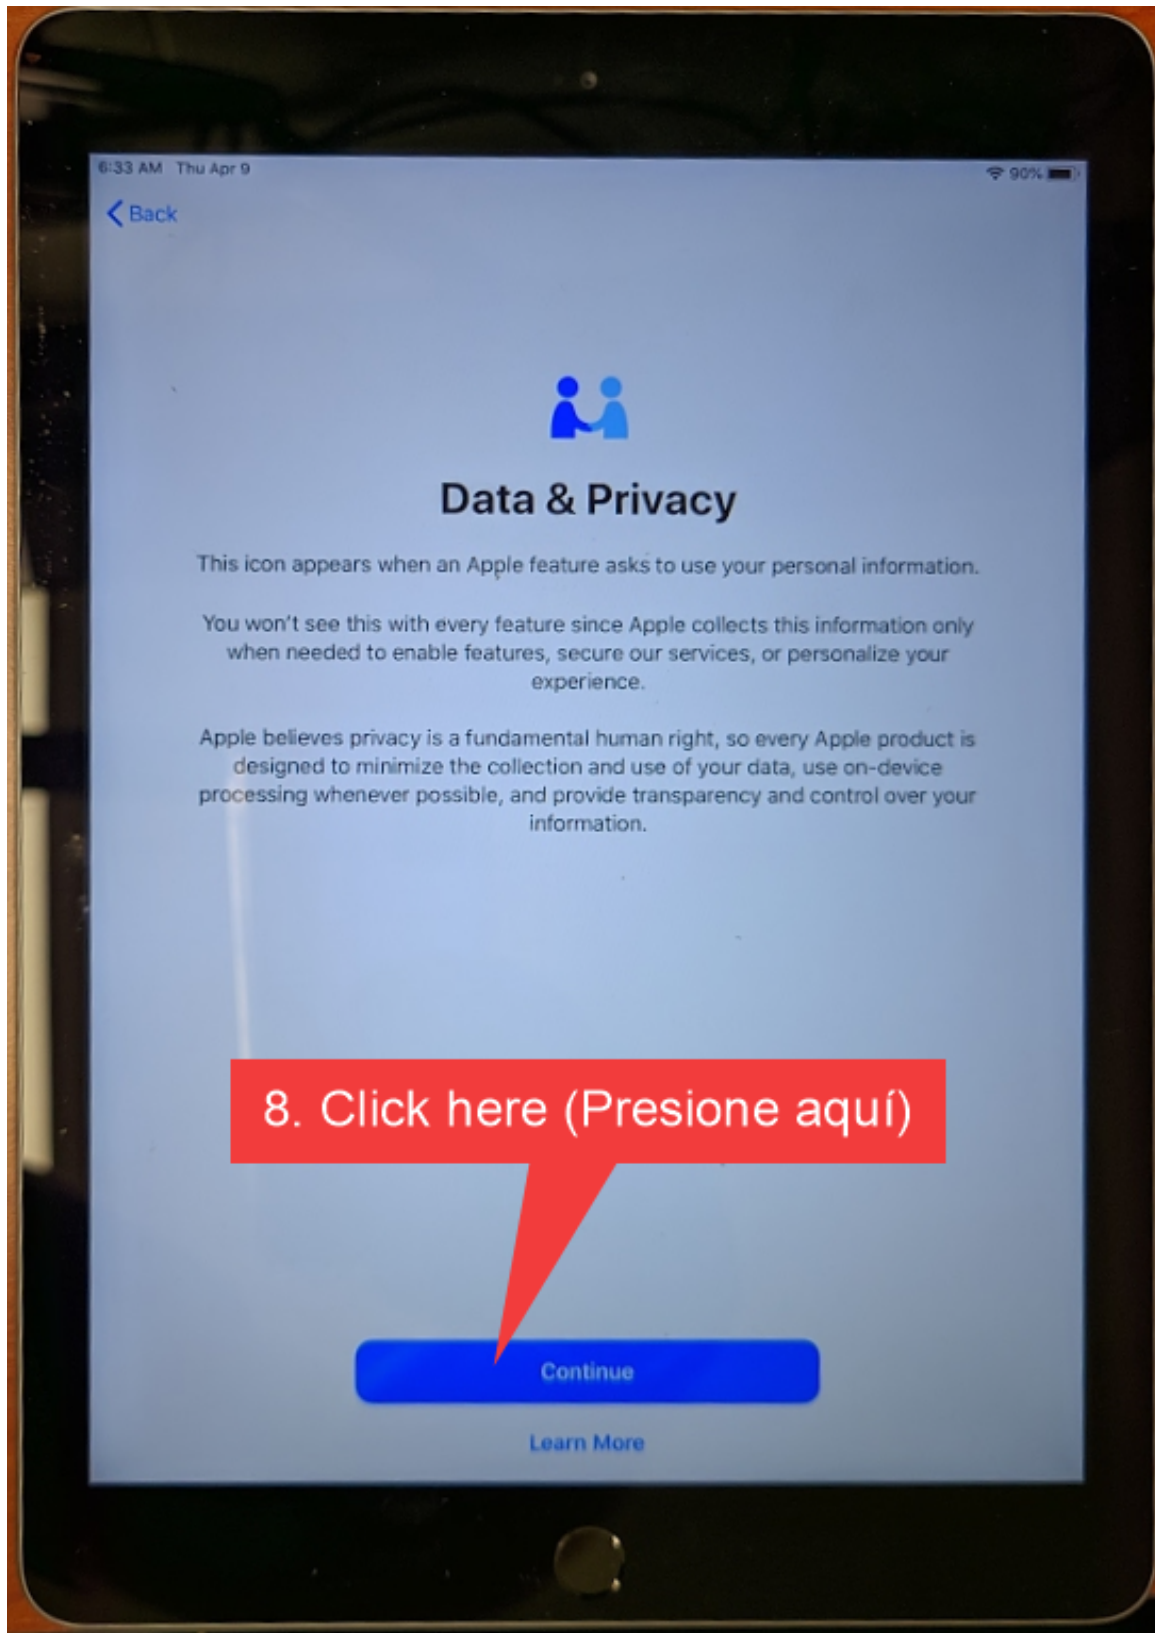 6:33 AM Thu Apr 9
90%
Back
Data & Privacy
This icon appears when an Apple feature asks to use your personal information.
You won't see this with every feature since Apple collects this information only
when needed to enable features, secure our services, or personalize your
experience.
Apple believes privacy is a fundamental human right, so every Apple product is
designed to minimize the collection and use of your data, use on-device
processing whenever possible, and provide transparency and control over your
information.
8. Click here (Presione aquí)
Continue
Learn More